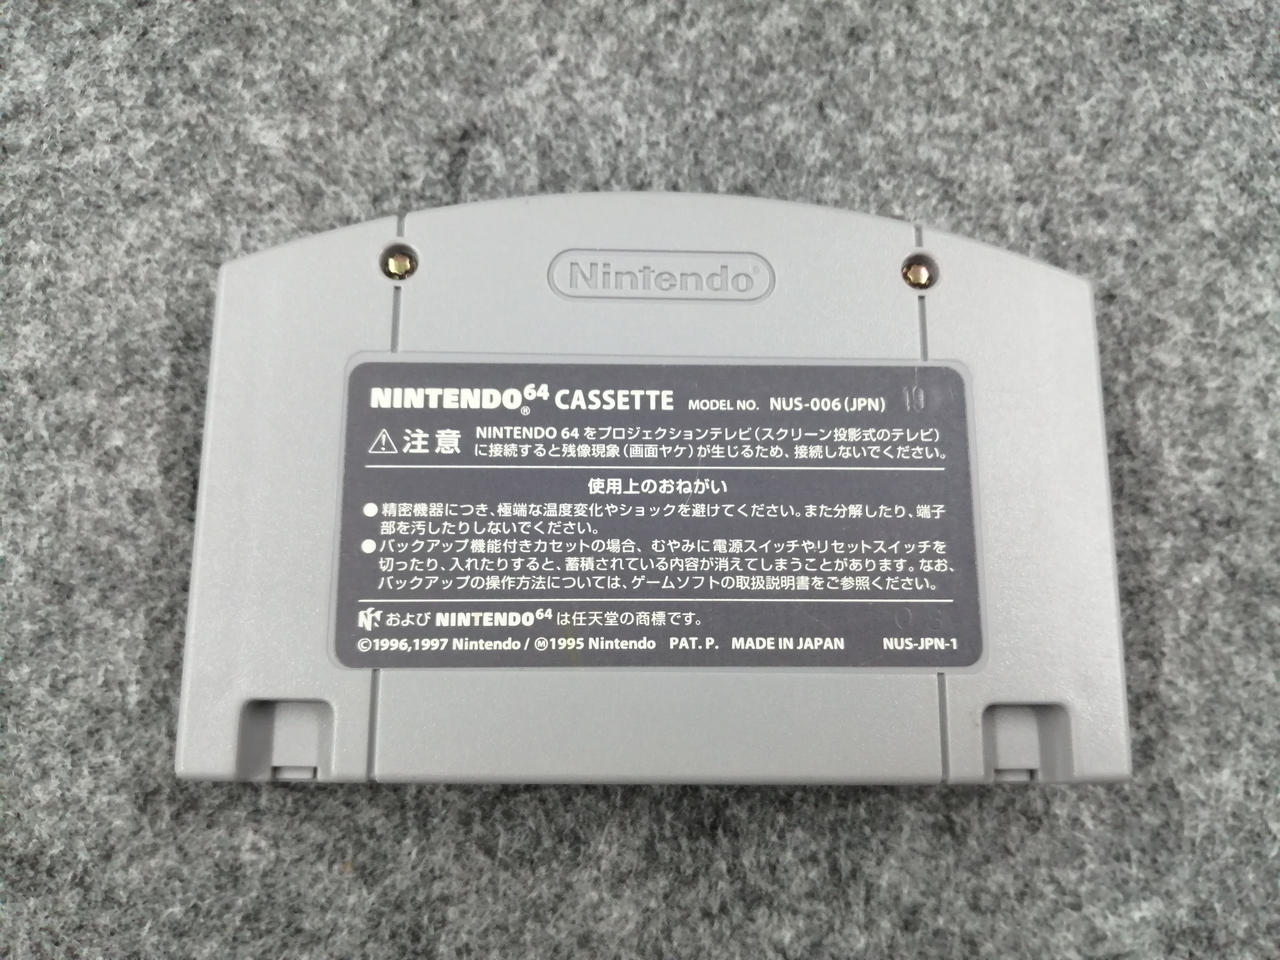 Nintendo®
NINTENDO64® CASSETTE MODEL NO. NUS-006(JPN) 19
⚠注意 NINTENDO 64をプロジェクションテレビ(スクリーン投影式のテレビ)
に接続すると残像現象(画面ヤケ)が生じるため、接続しないでください。
使用上のおねがい
●精密機器につき、極端な温度変化やショックを避けてください。また分解したり、端子
部を汚したりしないでください。
●バックアップ機能付きカセットの場合、むやみに電源スイッチやリセットスイッチを
切ったり、入れたりすると、蓄積されている内容が消えてしまうことがあります。なお、
バックアップの操作方法については、ゲームソフトの取扱説明書をご参照ください。
および NINTENDO64は任天堂の商標です。
©1996,1997 Nintendo / Ⓜ1995 Nintendo PAT. P. MADE IN JAPAN NUS-JPN-1